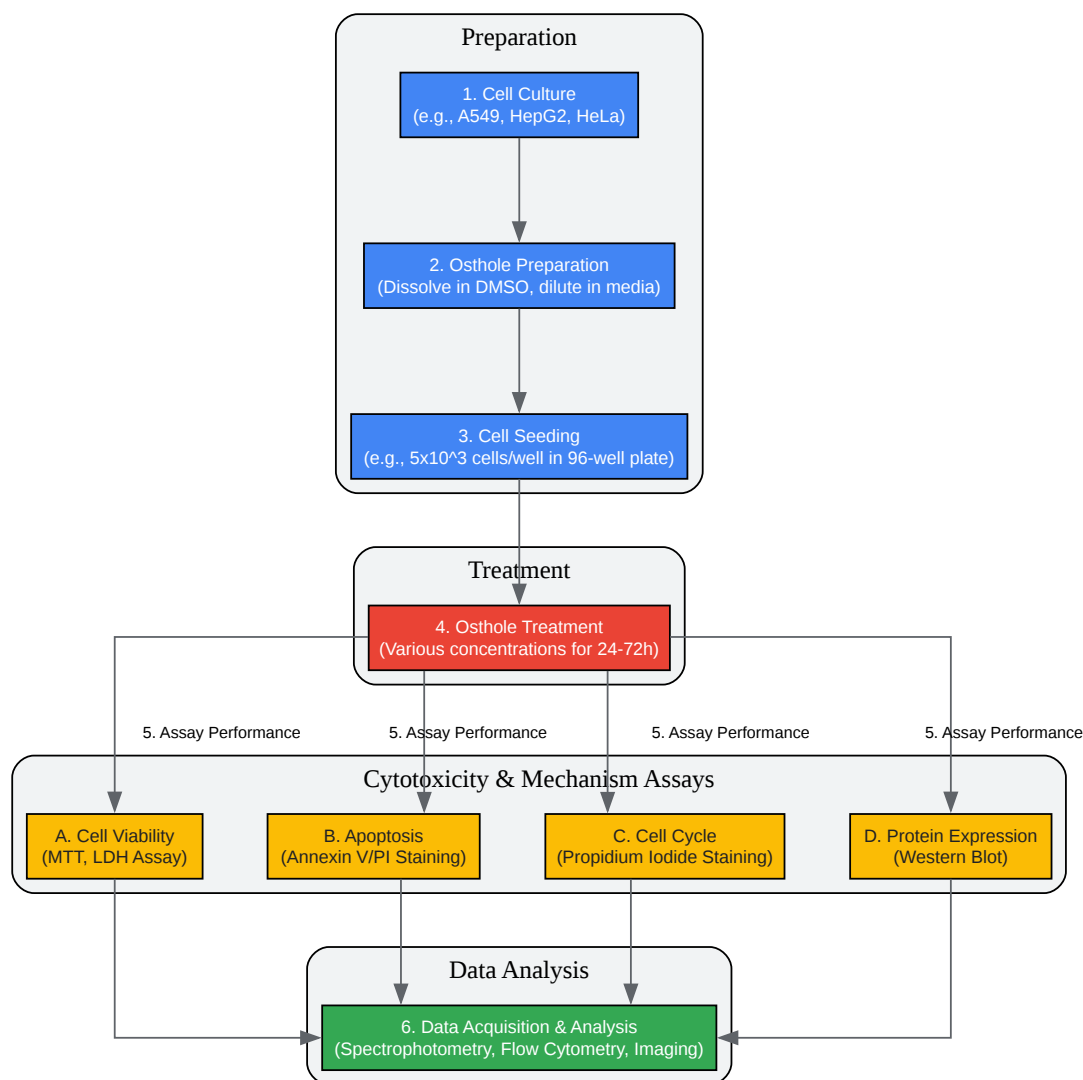 Preparation
1. Cell Culture
(e.g., A549, HepG2, HeLa)
2. Osthole Preparation
(Dissolve in DMSO, dilute in media)
3. Cell Seeding
(e.g., 5x10^3 cells/well in 96-well plate)
Treatment
4. Osthole Treatment
(Various concentrations for 24-72h)
5. Assay Performance
5. Assay Performance
5. Assay Performance
5. Assay Performance
Cytotoxicity & Mechanism Assays
A. Cell Viability
(MTT, LDH Assay)
B. Apoptosis
(Annexin V/PI Staining)
C. Cell Cycle
(Propidium Iodide Staining)
D. Protein Expression
(Western Blot)
Data Analysis
6. Data Acquisition & Analysis
(Spectrophotometry, Flow Cytometry, Imaging)